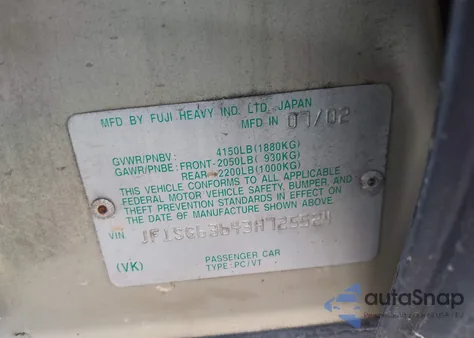 MFD BY FUJI HEAVY IND. LTD. JAPAN
MFD IN 07/02
GVWR/PNBV : 4150LB(1880KG)
GAWR/PNBE: FRONT-2050LB( 930KG)
REAR -2200LB(1000KG)
THIS VEHICLE CONFORMS TO ALL APPLICABLE
FEDERAL MOTOR VEHICLE SAFETY, BUMPER, AND
THEFT PREVENTION STANDARDS IN EFFECT ON
THE DATE OF MANUFACTURE SHOWN ABOVE.
VIN
(VK)
PASSENGER CAR
TYPE:PC/VT
autoSnap